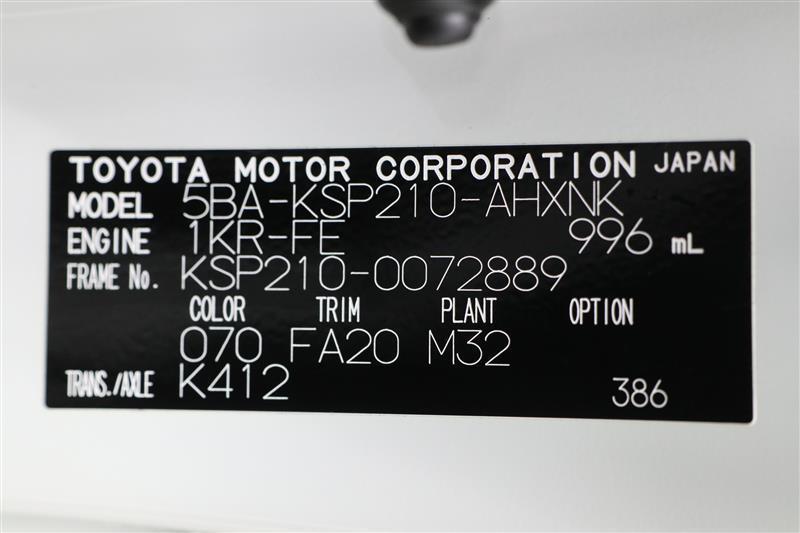 TOYOTA MOTOR CORPORATION JAPAN
MODEL 5BA-KSP210-AHXNK
ENGINE 1KR-FE 996 mL
FRAME No. KSP210-0072889
COLOR TRIM PLANT OPTION
070 FA20 M32
TRANS./AXLE K412 386